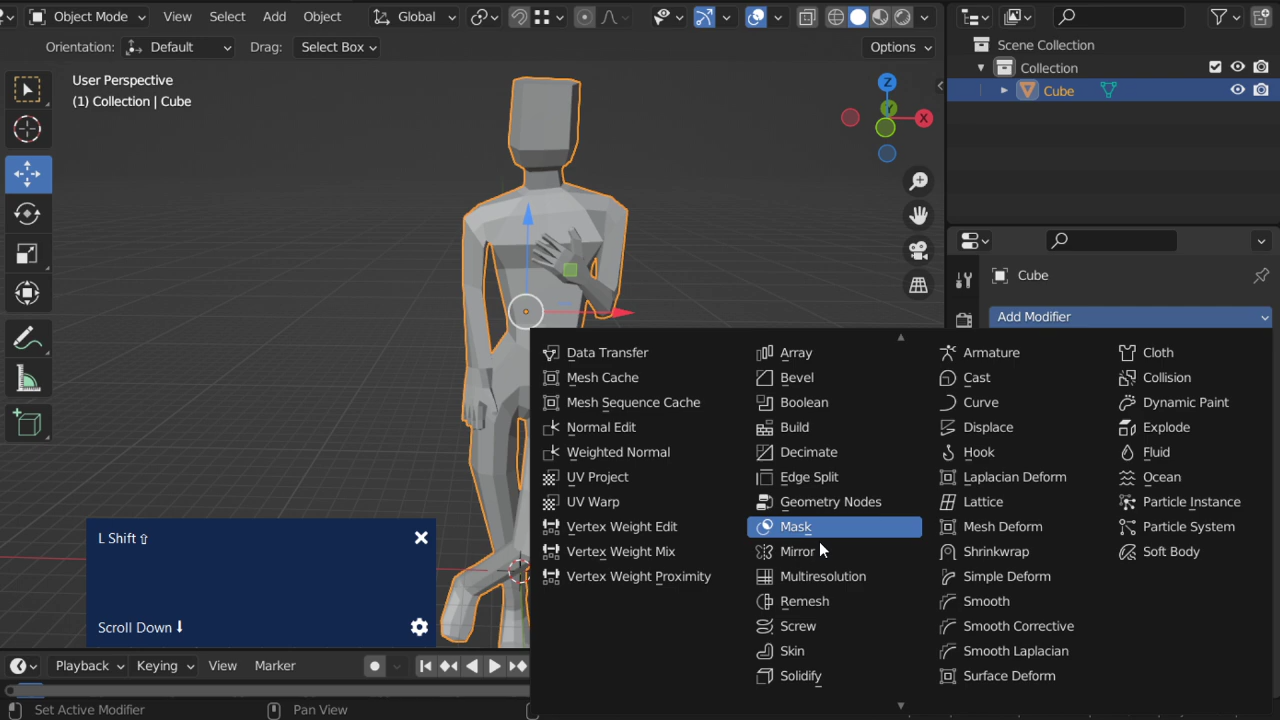 Object Mode View Select Add Object Global
Orientation: Default Drag: Select Box Options
User Perspective
(1) Collection | Cube
Z
Y
X
Scene Collection
Collection
Cube
Cube
Add Modifier
Data Transfer
Mesh Cache
Mesh Sequence Cache
Normal Edit
Weighted Normal
UV Project
UV Warp
Vertex Weight Edit
Vertex Weight Mix
Vertex Weight Proximity
Array
Bevel
Boolean
Build
Decimate
Edge Split
Geometry Nodes
Mask
Mirror
Multiresolution
Remesh
Screw
Skin
Solidify
Armature
Cast
Curve
Displace
Hook
Laplacian Deform
Lattice
Mesh Deform
Shrinkwrap
Simple Deform
Smooth
Smooth Corrective
Smooth Laplacian
Surface Deform
Cloth
Collision
Dynamic Paint
Explode
Fluid
Ocean
Particle Instance
Particle System
Soft Body
L Shift ⇧
Scroll Down ⬇
Playback Keying View Marker
Set Active Modifier Pan View